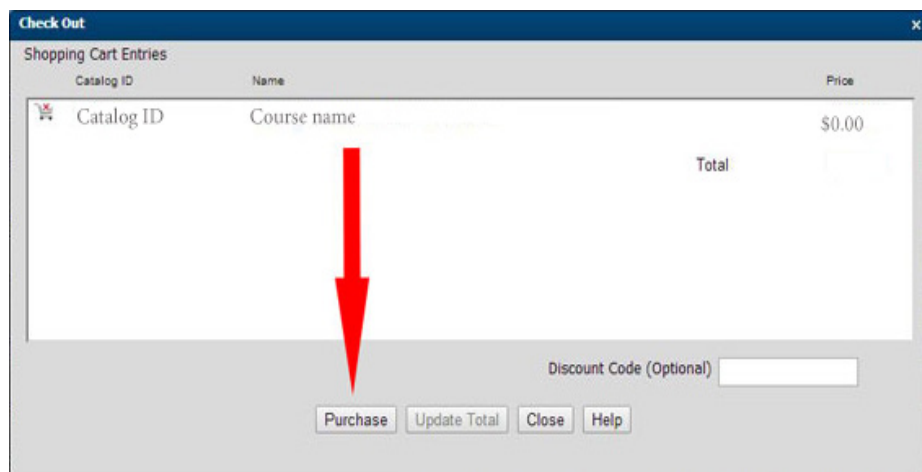 Check Out x
Shopping Cart Entries
Catalog ID Name Price
Catalog ID Course name $0.00
Total
Discount Code (Optional)
Purchase Update Total Close Help